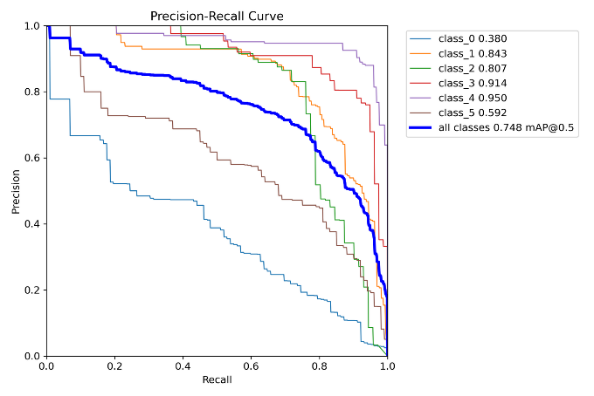 Precision-Recall Curve
1.0
0.8
0.6
0.4
0.2
0.0
Precision
0.0
0.2
0.4
0.6
0.8
1.0
Recall
class_0 0.380
class_1 0.843
class_2 0.807
class_3 0.914
class_4 0.950
class_5 0.592
all classes 0.748 mAP@0.5